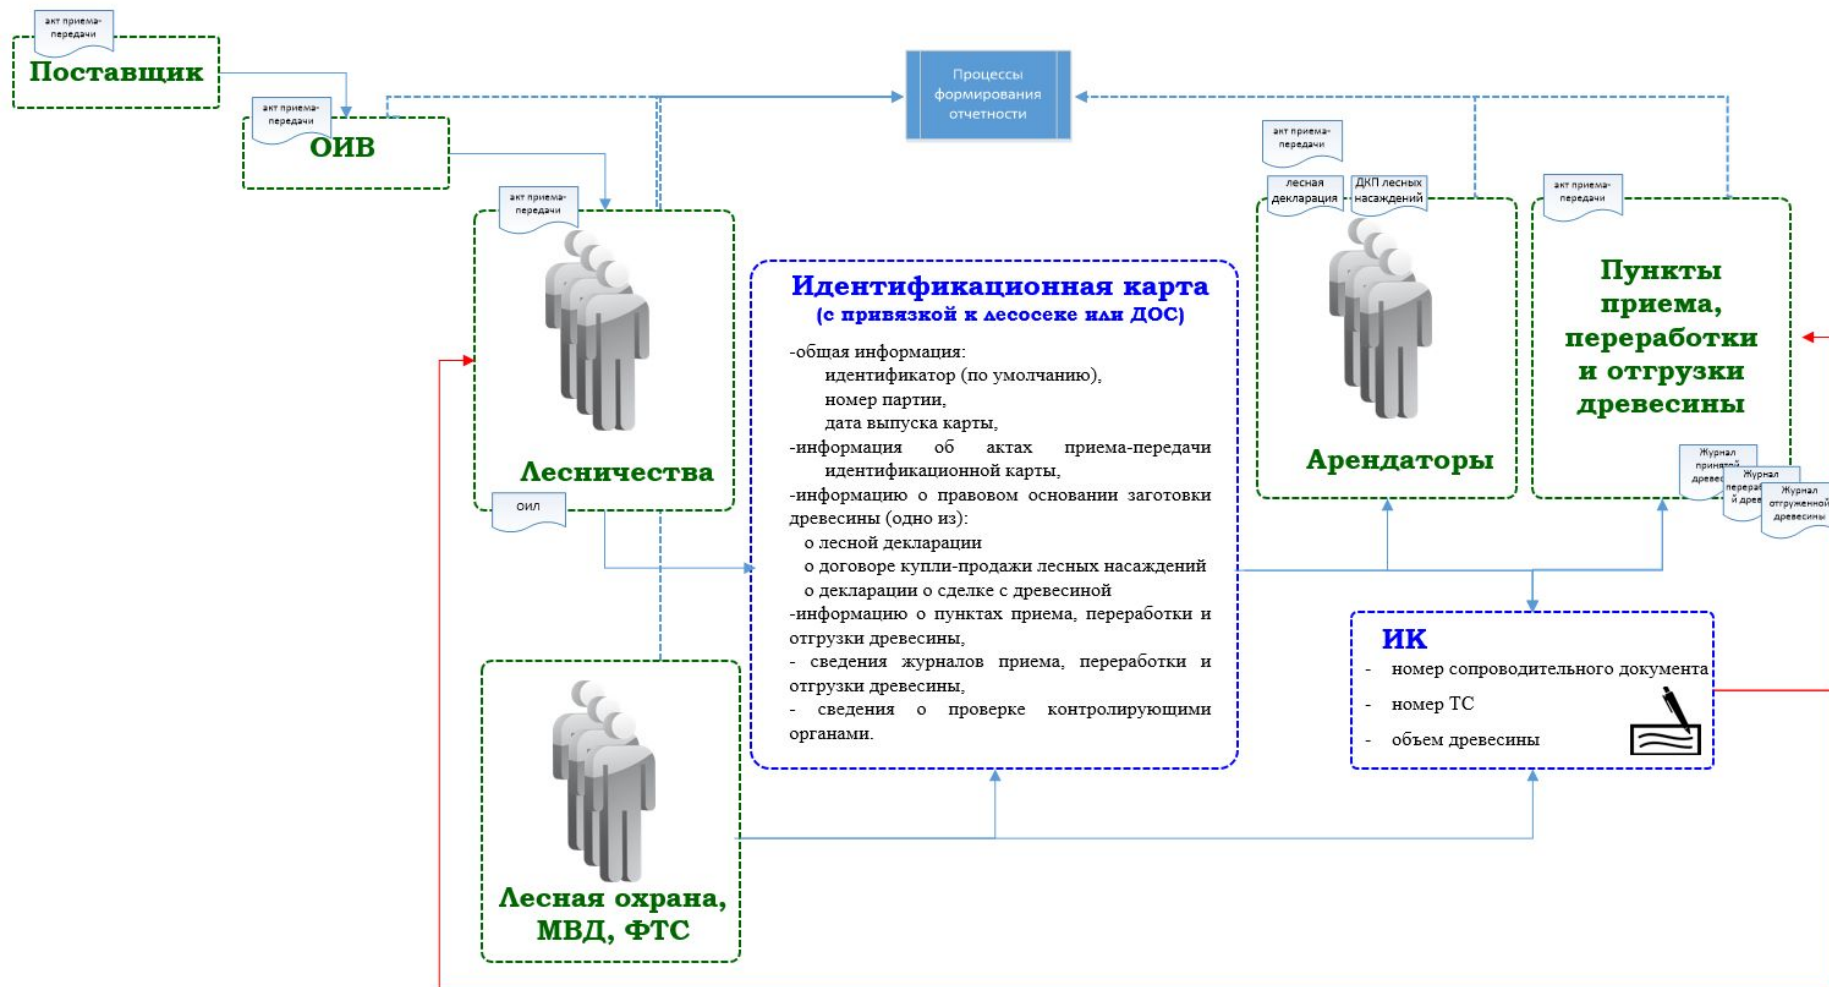 акт приема-
передачи
Поставщик
акт приема-
передачи
ОИВ
Процессы
формирования
отчетности
акт приема-
передачи
Лесничества
ОИЛ
Идентификационная карта
(с привязкой к лесосеке или ДОС)
-общая информация:
идентификатор (по умолчанию),
номер партии,
дата выпуска карты,
-информация об актах приема-передачи
идентификационной карты,
-информацию о правовом основании заготовки
древесины (одно из):
о лесной декларации
о договоре купли-продажи лесных насаждений
о декларации о сделке с древесиной
-информацию о пунктах приема, переработки и
отгрузки древесины,
- сведения журналов приема, переработки и
отгрузки древесины,
- сведения о проверке контролирующими
органами.
акт приема-
передачи
лесная
декларация
ДКП лесных
насаждений
Арендаторы
акт приема-
передачи
Пункты
приема,
переработки
и отгрузки
древесины
Журнал
принятой
Журнал
Журнал
отгруженной
древесины
ИК
- номер сопроводительного документа
- номер ТС
- объем древесины
Лесная охрана,
МВД, ФТС